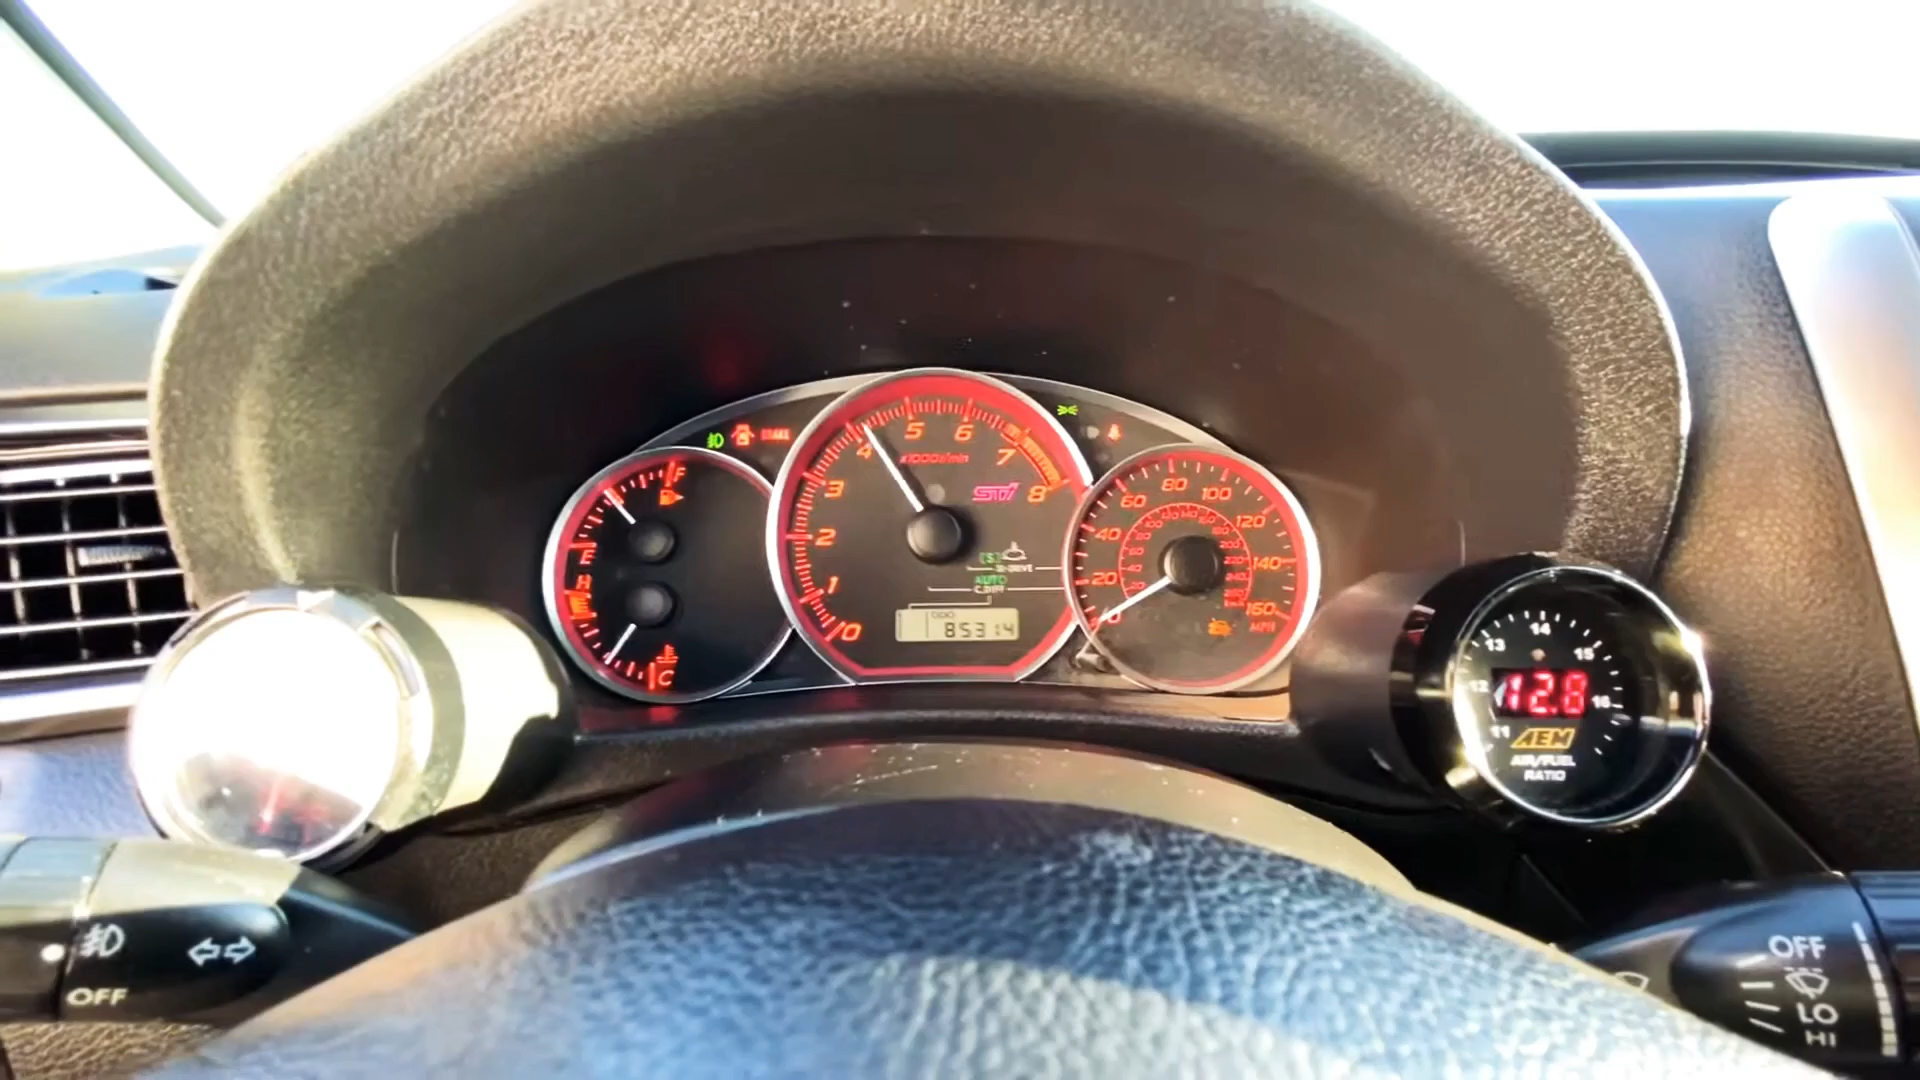 BRAKE
F
E
H
C
0
1
2
3
4
5
6
7
8
x1000r/min
STI
[S]
SI-DRIVE
AUTO
C.DIFF
ODO
85314
0
20
40
60
80
100
120
140
160
MPH
11
12
13
14
15
16
12.8
AEM
AIR/FUEL
RATIO
OFF
OFF
LO
HI